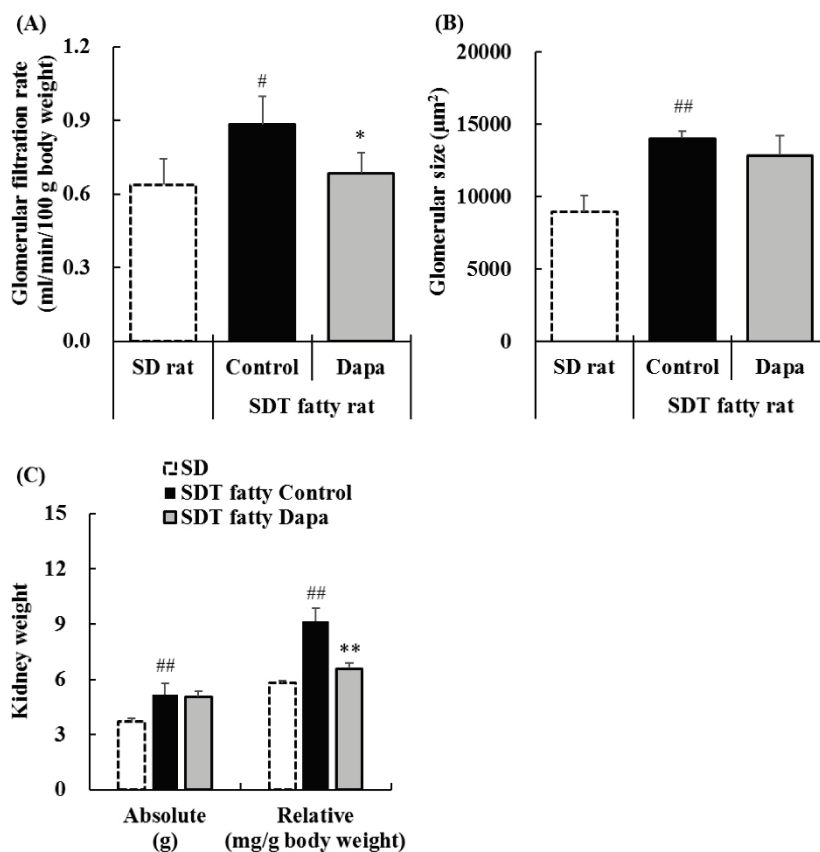 (A)
Glomerular filtration rate
(ml/min/100 g body weight)
1.2
0.9
0.6
0.3
0.0
#
*
SD rat
Control
Dapa
SDT fatty rat
(B)
Glomerular size (µm²)
20000
15000
10000
5000
0
##
SD rat
Control
Dapa
SDT fatty rat
(C)
SD
SDT fatty Control
SDT fatty Dapa
Kidney weight
15
12
9
6
3
0
##
##
**
Absolute
(g)
Relative
(mg/g body weight)